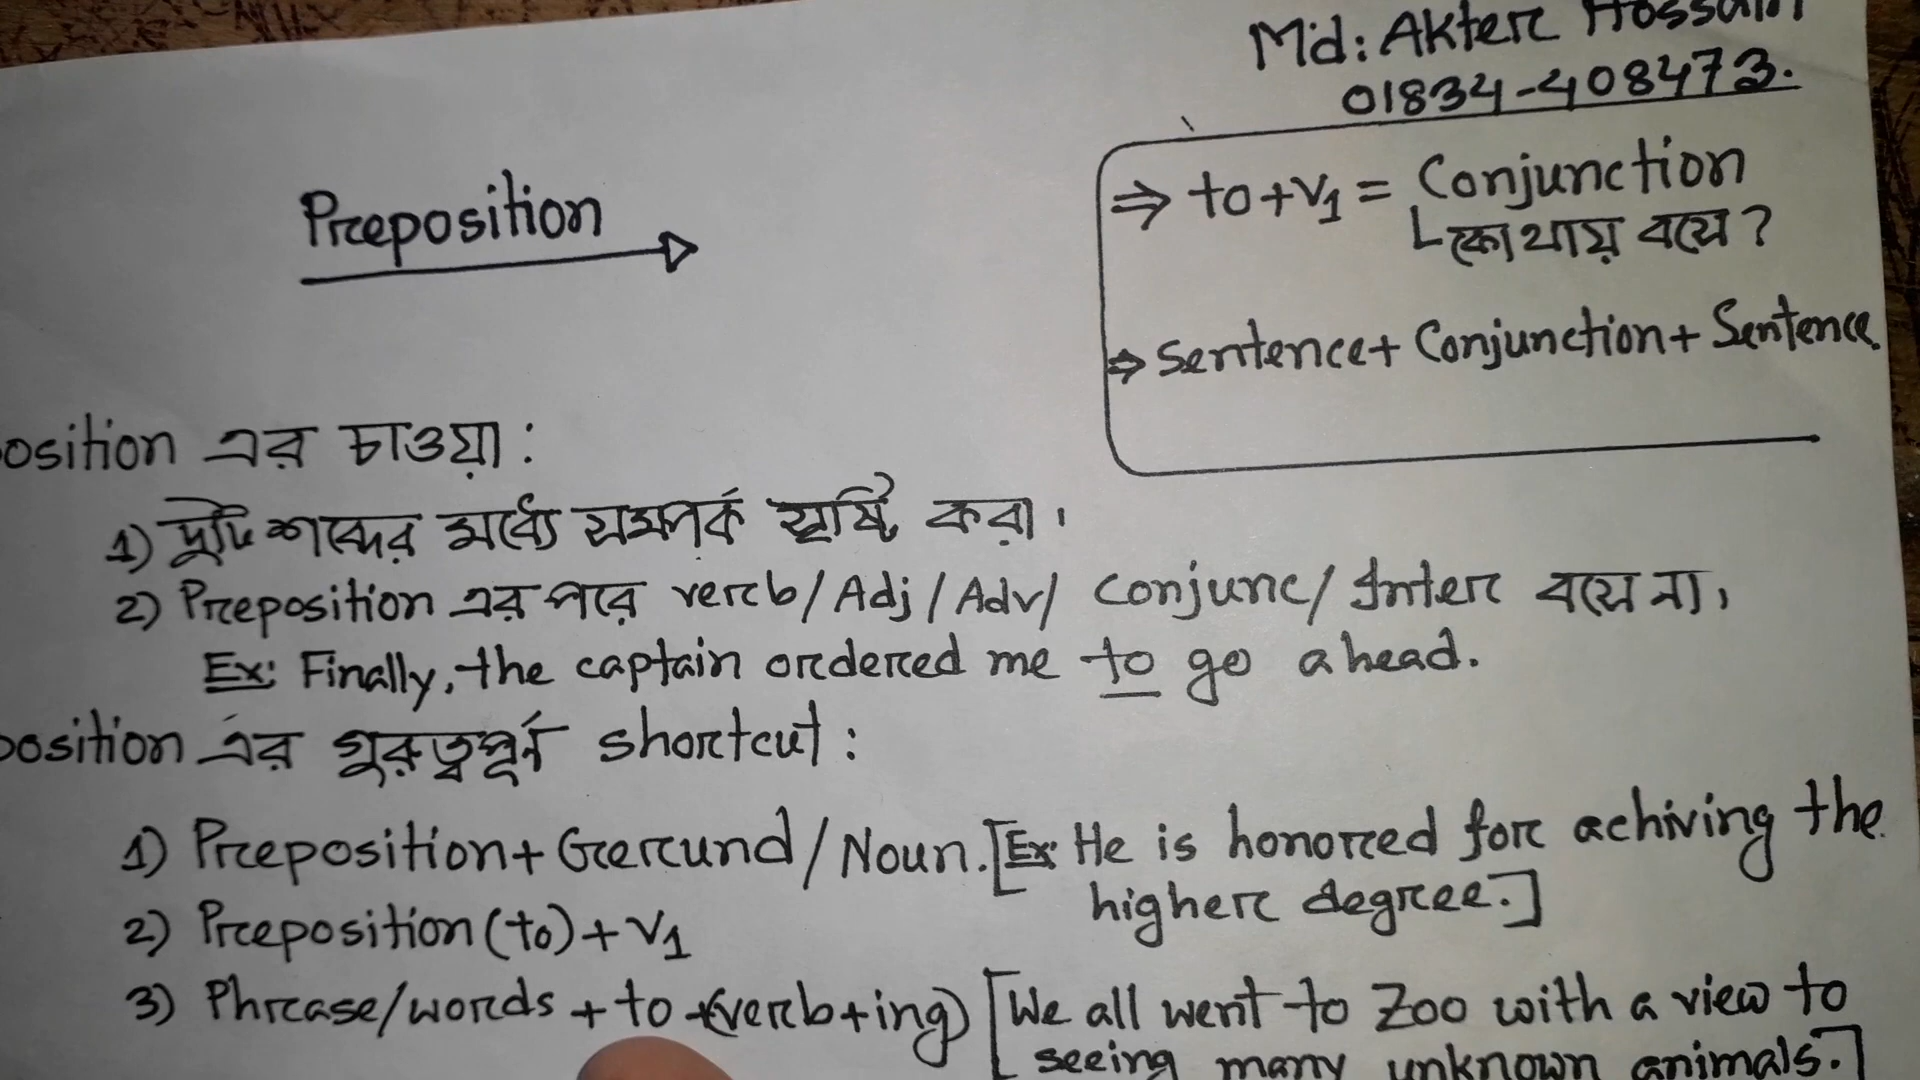 Md: Akter Hossain
01834-408473.
Preposition
⇒ to+V1 = Conjunction
কোথায় বসে?
⇒ Sentence + Conjunction + Sentence.
osition এর চাওয়া :
1) দুটি শব্দের মধ্যে সম্পর্ক সৃষ্টি করা।
2) Preposition এর পরে verb/Adj/Adv/ Conjunc/ Inter বসে না।
Ex: Finally, the captain ordered me to go ahead.
osition এর গুরুত্বপূর্ন shortcut :
1) Preposition + Gerund / Noun. [Ex: He is honored for achiving the
higher degree.]
2) Preposition (to) + V1
3) Phrase/words + to + (verb+ing) [We all went to Zoo with a view to
seeing many unknown animals.]